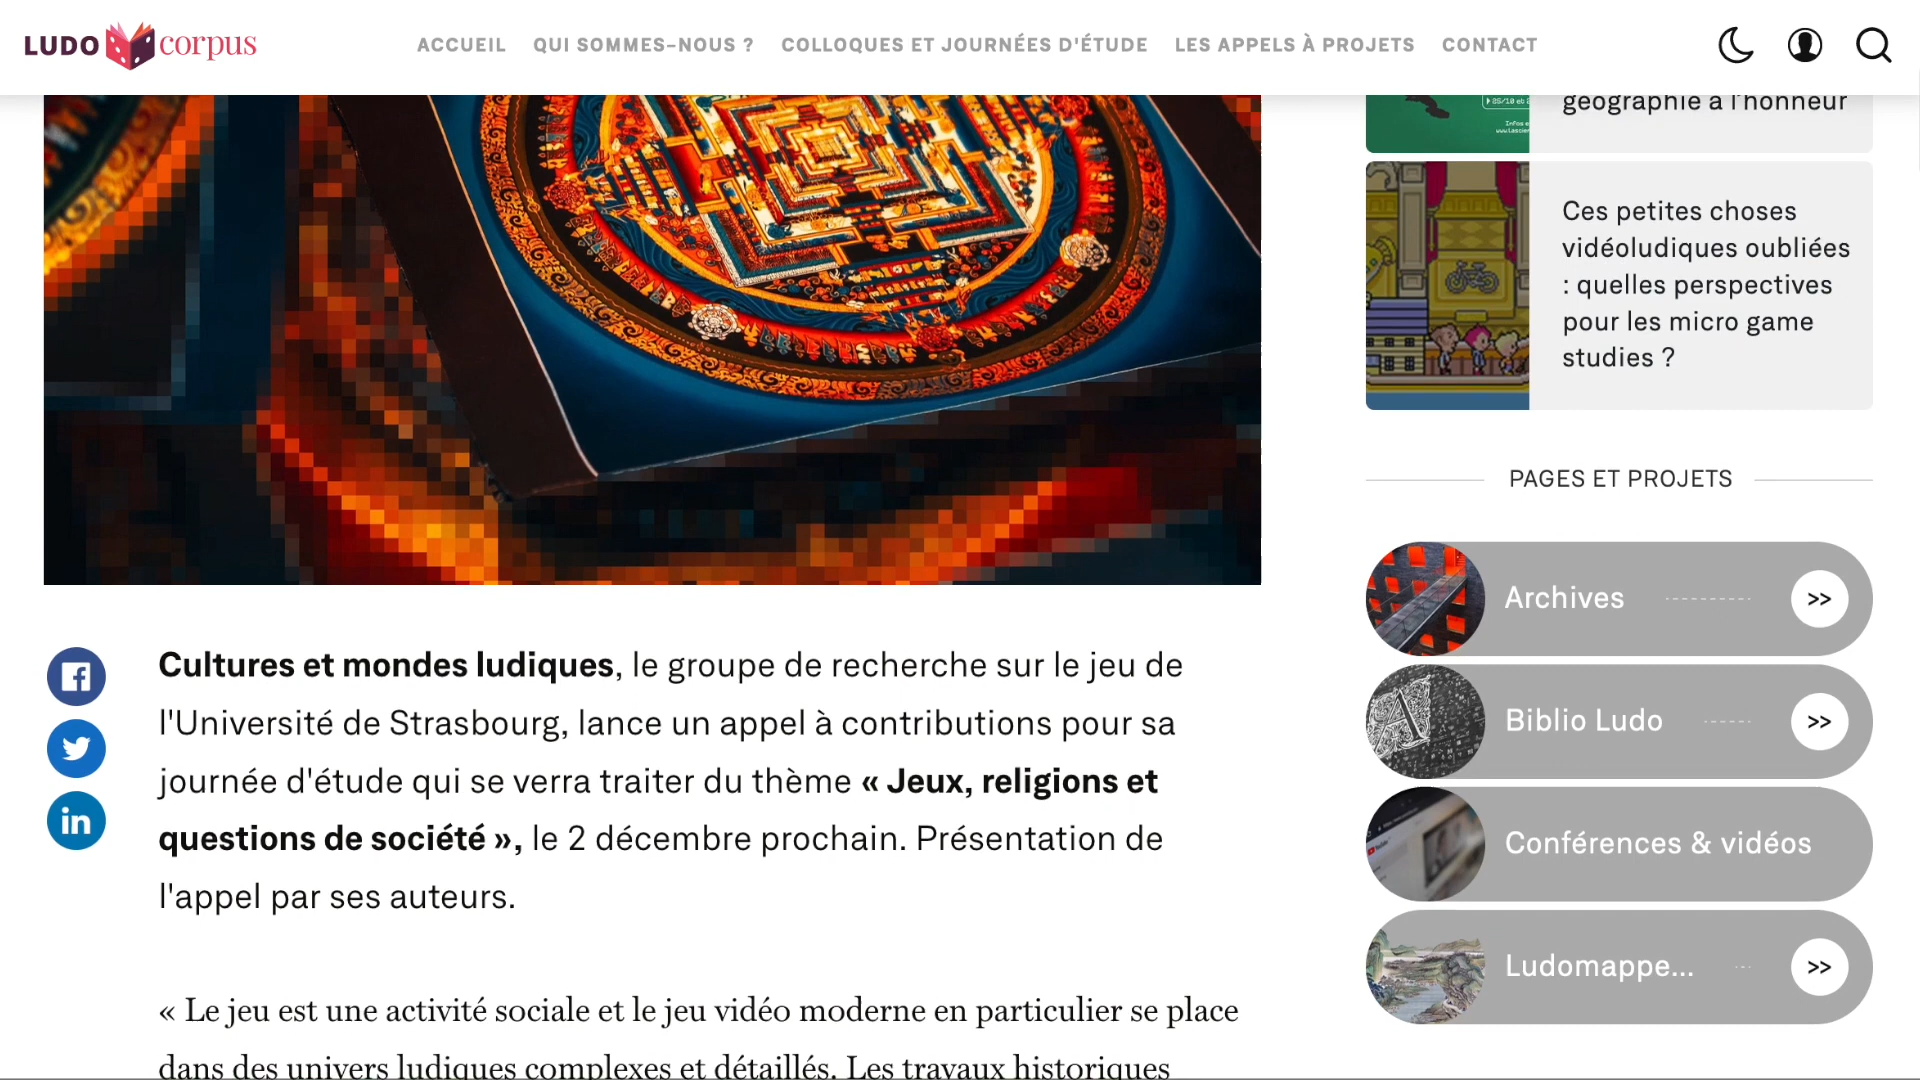 LUDO corpus
ACCUEIL QUI SOMMES-NOUS ? COLLOQUES ET JOURNÉES D'ÉTUDE LES APPELS À PROJETS CONTACT
géographie à l'honneur
Ces petites choses
vidéoludiques oubliées
: quelles perspectives
pour les micro game
studies ?
PAGES ET PROJETS
Archives >>
Biblio Ludo >>
Conférences & vidéos
Ludomappe... >>
Cultures et mondes ludiques, le groupe de recherche sur le jeu de
l'Université de Strasbourg, lance un appel à contributions pour sa
journée d'étude qui se verra traiter du thème « Jeux, religions et
questions de société », le 2 décembre prochain. Présentation de
l'appel par ses auteurs.
« Le jeu est une activité sociale et le jeu vidéo moderne en particulier se place
dans des univers ludiques complexes et détaillés. Les travaux historiques